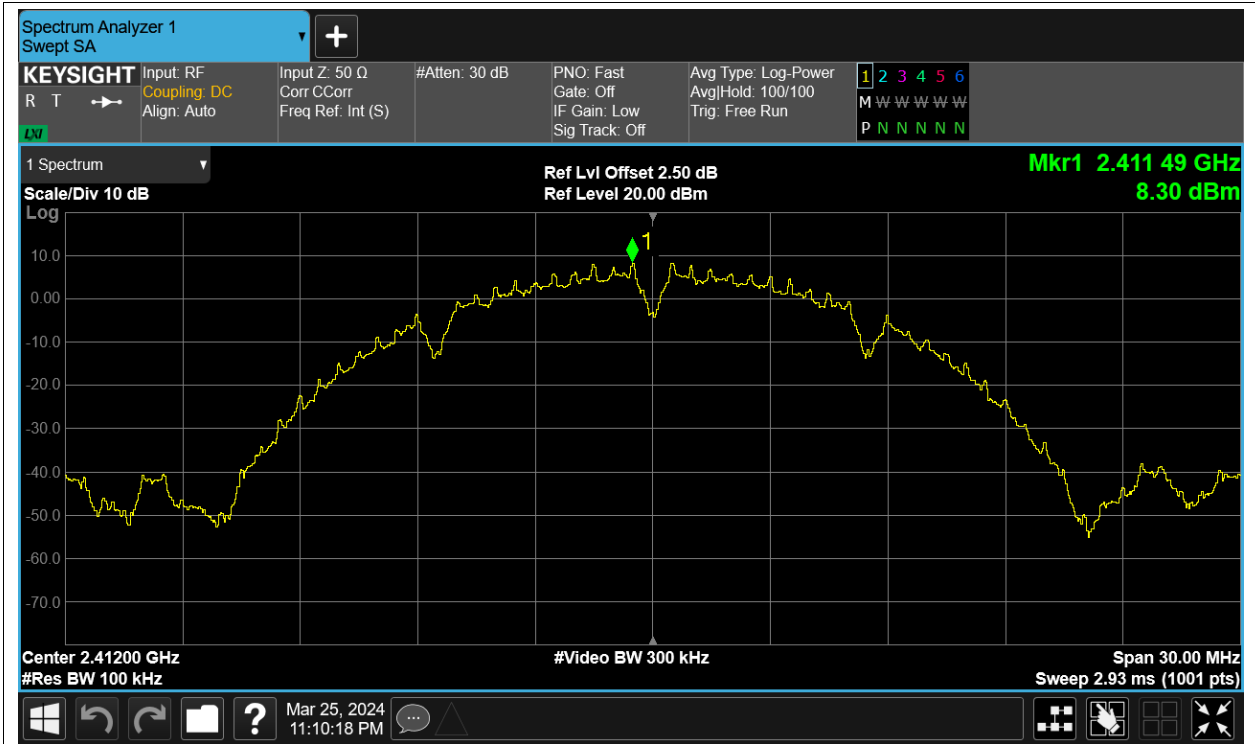 Spectrum Analyzer 1
Swept SA
KEYSIGHT
R T
LXI
Input: RF
Coupling: DC
Align: Auto
Input Z: 50 Ω
Corr CCorr
Freq Ref: Int (S)
#Atten: 30 dB
PNO: Fast
Gate: Off
IF Gain: Low
Sig Track: Off
Avg Type: Log-Power
Avg|Hold: 100/100
Trig: Free Run
1 2 3 4 5 6
M W W W W W
P N N N N N
1 Spectrum
Scale/Div 10 dB
Log
Ref Lvl Offset 2.50 dB
Ref Level 20.00 dBm
Mkr1 2.411 49 GHz
8.30 dBm
1
10.0
0.00
-10.0
-20.0
-30.0
-40.0
-50.0
-60.0
-70.0
Center 2.41200 GHz
#Res BW 100 kHz
#Video BW 300 kHz
Span 30.00 MHz
Sweep 2.93 ms (1001 pts)
?
Mar 25, 2024
11:10:18 PM